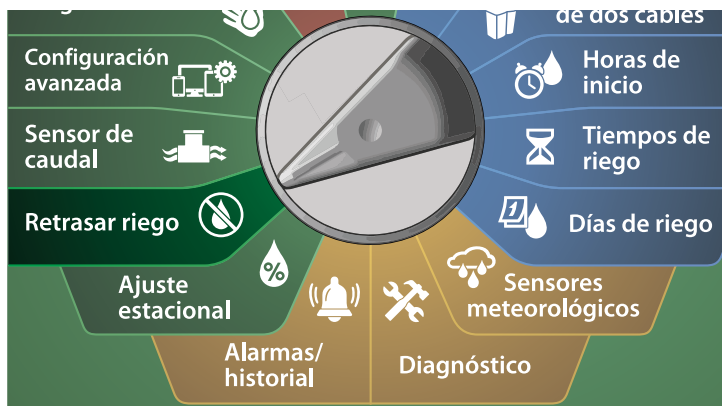 de dos cables
Configuración
avanzada
Horas de
inicio
Sensor de
caudal
Tiempos de
riego
Retrasar riego
1
Días de riego
Ajuste
estacional
%
Sensores
meteorológicos
Alarmas/
historial
Diagnóstico